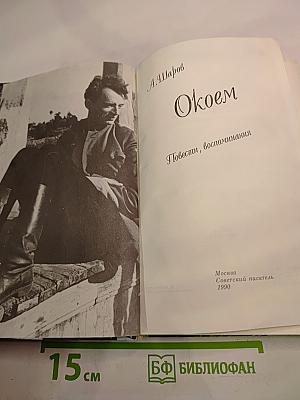 А. Шаров
Окоем
Повести, воспоминания
Москва
Советский писатель
1990
15 см
БФ БИБЛИОФАН